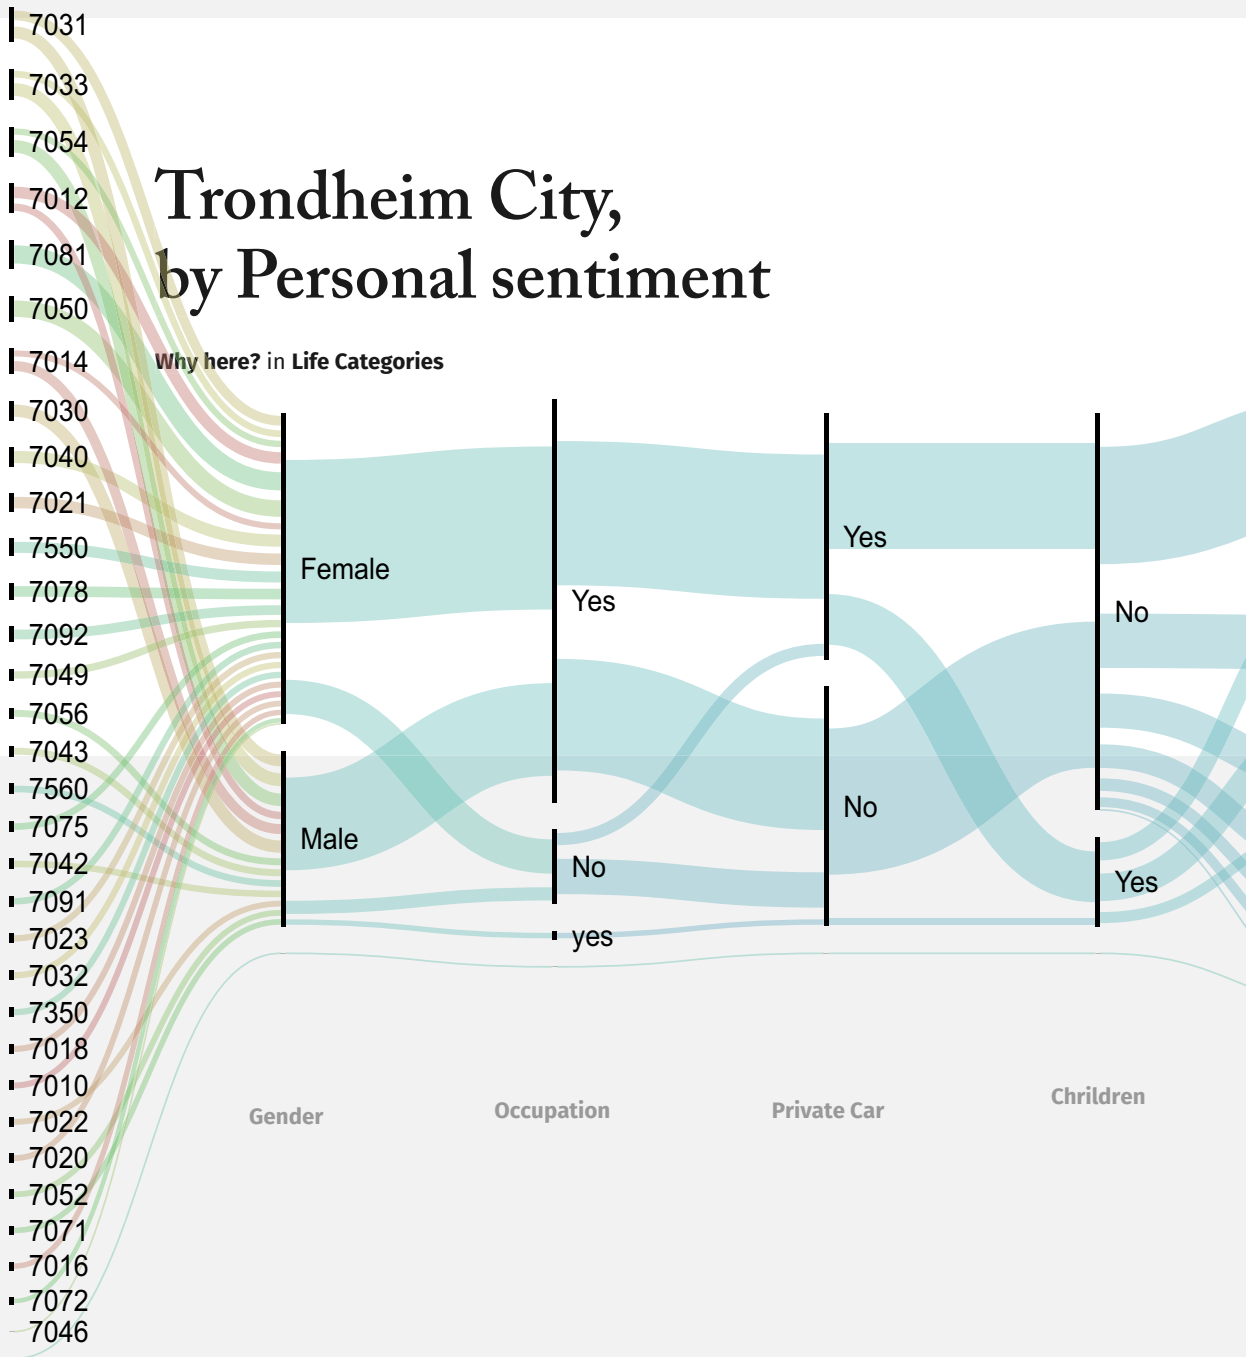 7031
7033
7054
7012
7081
7050
7014
7030
7040
7021
7550
7078
7092
7049
7056
7043
7560
7075
7042
7091
7023
7032
7350
7018
7010
7022
7020
7052
7071
7016
7072
7046
Trondheim City,
by Personal sentiment
Why here? in Life Categories
Female
Male
Yes
No
yes
Yes
No
No
Yes
Gender
Occupation
Private Car
Chrildren